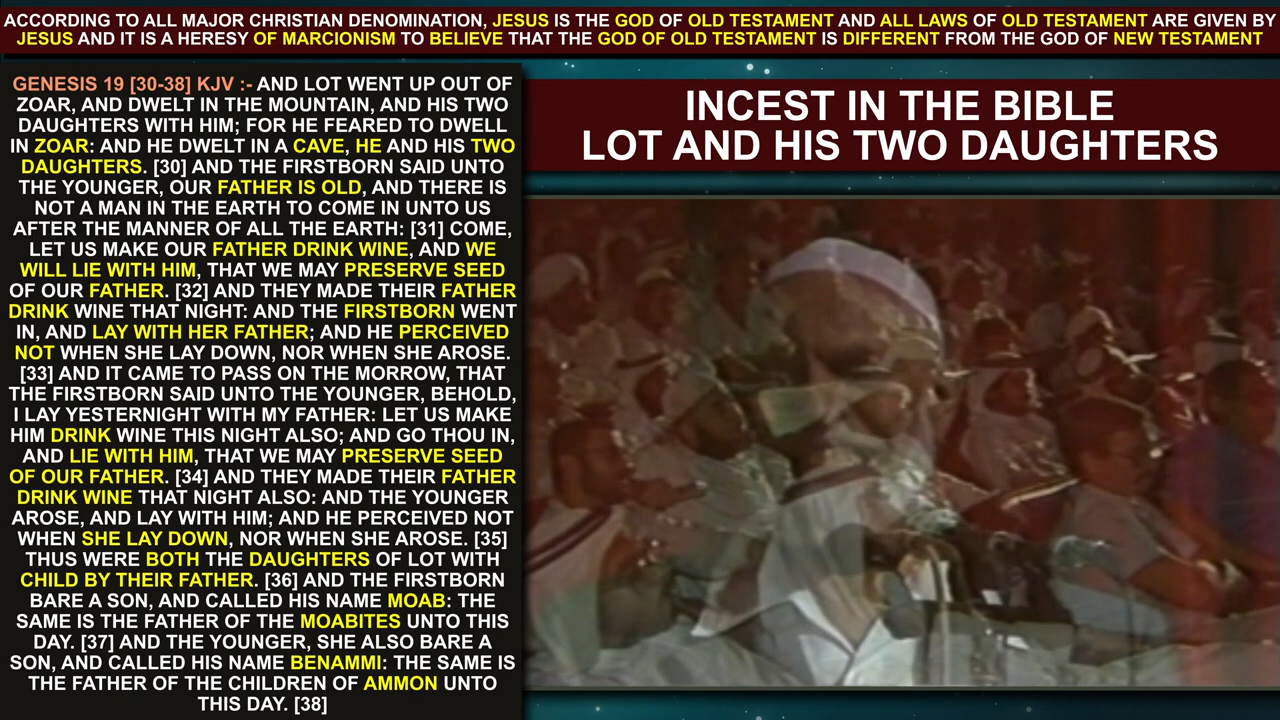 ACCORDING TO ALL MAJOR CHRISTIAN DENOMINATION, JESUS IS THE GOD OF OLD TESTAMENT AND ALL LAWS OF OLD TESTAMENT ARE GIVEN BY
JESUS AND IT IS A HERESY OF MARCIONISM TO BELIEVE THAT THE GOD OF OLD TESTAMENT IS DIFFERENT FROM THE GOD OF NEW TESTAMENT
GENESIS 19 [30-38] KJV :- AND LOT WENT UP OUT OF
ZOAR, AND DWELT IN THE MOUNTAIN, AND HIS TWO
DAUGHTERS WITH HIM; FOR HE FEARED TO DWELL
IN ZOAR: AND HE DWELT IN A CAVE, HE AND HIS TWO
DAUGHTERS. [30] AND THE FIRSTBORN SAID UNTO
THE YOUNGER, OUR FATHER IS OLD, AND THERE IS
NOT A MAN IN THE EARTH TO COME IN UNTO US
AFTER THE MANNER OF ALL THE EARTH: [31] COME,
LET US MAKE OUR FATHER DRINK WINE, AND WE
WILL LIE WITH HIM, THAT WE MAY PRESERVE SEED
OF OUR FATHER. [32] AND THEY MADE THEIR FATHER
DRINK WINE THAT NIGHT: AND THE FIRSTBORN WENT
IN, AND LAY WITH HER FATHER; AND HE PERCEIVED
NOT WHEN SHE LAY DOWN, NOR WHEN SHE AROSE.
[33] AND IT CAME TO PASS ON THE MORROW, THAT
THE FIRSTBORN SAID UNTO THE YOUNGER, BEHOLD,
I LAY YESTERNIGHT WITH MY FATHER: LET US MAKE
HIM DRINK WINE THIS NIGHT ALSO; AND GO THOU IN,
AND LIE WITH HIM, THAT WE MAY PRESERVE SEED
OF OUR FATHER. [34] AND THEY MADE THEIR FATHER
DRINK WINE THAT NIGHT ALSO: AND THE YOUNGER
AROSE, AND LAY WITH HIM; AND HE PERCEIVED NOT
WHEN SHE LAY DOWN, NOR WHEN SHE AROSE. [35]
THUS WERE BOTH THE DAUGHTERS OF LOT WITH
CHILD BY THEIR FATHER. [36] AND THE FIRSTBORN
BARE A SON, AND CALLED HIS NAME MOAB: THE
SAME IS THE FATHER OF THE MOABITES UNTO THIS
DAY. [37] AND THE YOUNGER, SHE ALSO BARE A
SON, AND CALLED HIS NAME BENAMMI: THE SAME IS
THE FATHER OF THE CHILDREN OF AMMON UNTO
THIS DAY. [38]
INCEST IN THE BIBLE
LOT AND HIS TWO DAUGHTERS